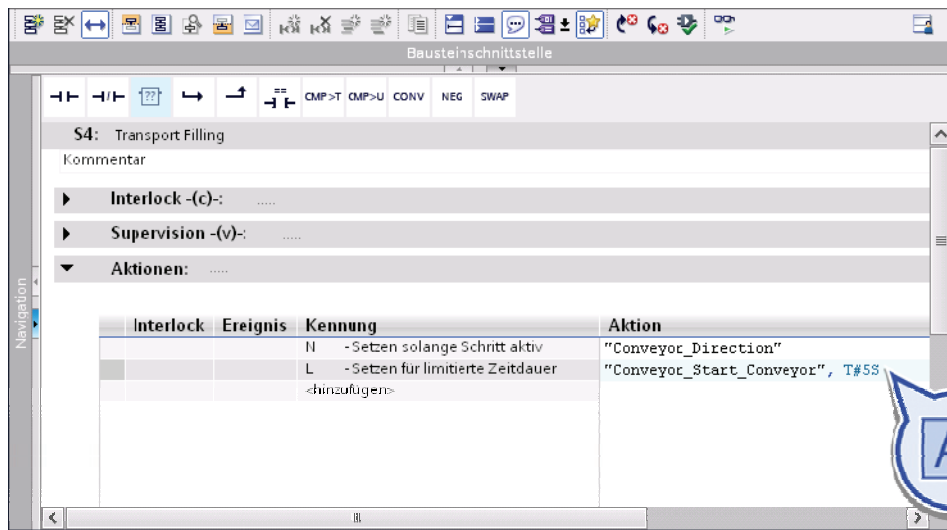 Bausteinschnittstelle
?? == CMP>T CMP>U CONV NEG SWAP
S4: Transport Filling
Kommentar
Interlock -(c)-: .....
Supervision -(v)-: .....
Aktionen: .....
Navigation
Interlock Ereignis Kennung Aktion
N - Setzen solange Schritt aktiv "Conveyor_Direction"
L - Setzen für limitierte Zeitdauer "Conveyor_Start_Conveyor", T#5S
<hinzufügen>